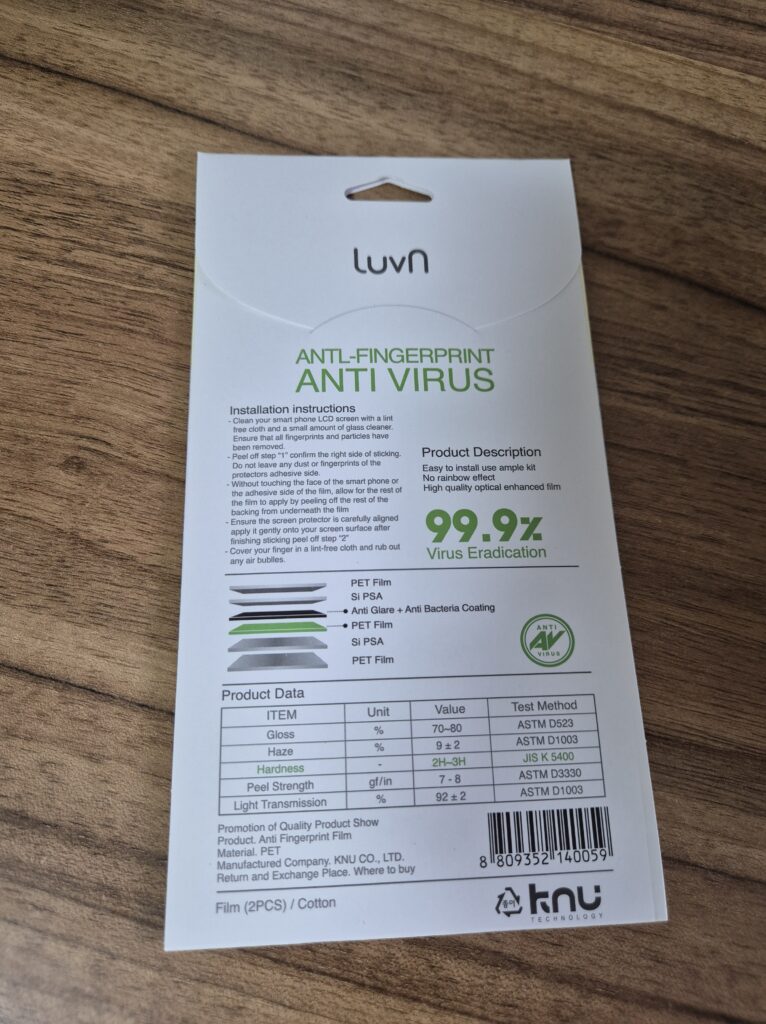 Luvn
ANTL-FINGERPRINT
ANTI VIRUS
Installation instructions
- Clean your smart phone LCD screen with a lint
free cloth and a small amount of glass cleaner.
Ensure that all fingerprints and particies have
been removed.
- Peel off step "1" confirm the right side of sticking.
Do not leave any dust or fingerprints of the
protectors adhesive side.
- Without touching the face of the smart phone or
the adhesive side of the film, allow for the rest of
the film to apply by peeling off the rest of the
backing from underneath the film
- Ensure the screen protector is carefully aligned
apply it gently onto your screen surface after
finishing sticking peel off step "2"
- Cover your finger in a lint-free cloth and rub out
any air bublles.
Product Description
Easy to install use ample kit
No rainbow effect
High quality optical enhanced film
99.9%
Virus Eradication
PET Film
Si PSA
Anti Glare + Anti Bacteria Coating
PET Film
Si PSA
PET Film
ANTI
AV
VIRUS
Product Data
ITEM Unit Value Test Method
Gloss % 70~80 ASTM D523
Haze % 9 ± 2 ASTM D1003
Hardness - 2H~3H JIS K 5400
Peel Strength gf/in 7 - 8 ASTM D3330
Light Transmission % 92 ± 2 ASTM D1003
Promotion of Quality Product Show
Product. Anti Fingerprint Film
Material. PET
Manufactured Company. KNU CO., LTD.
Return and Exchange Place. Where to buy
8 809352 140059
Film (2PCS) / Cotton
종이
knu
TECHNOLOGY